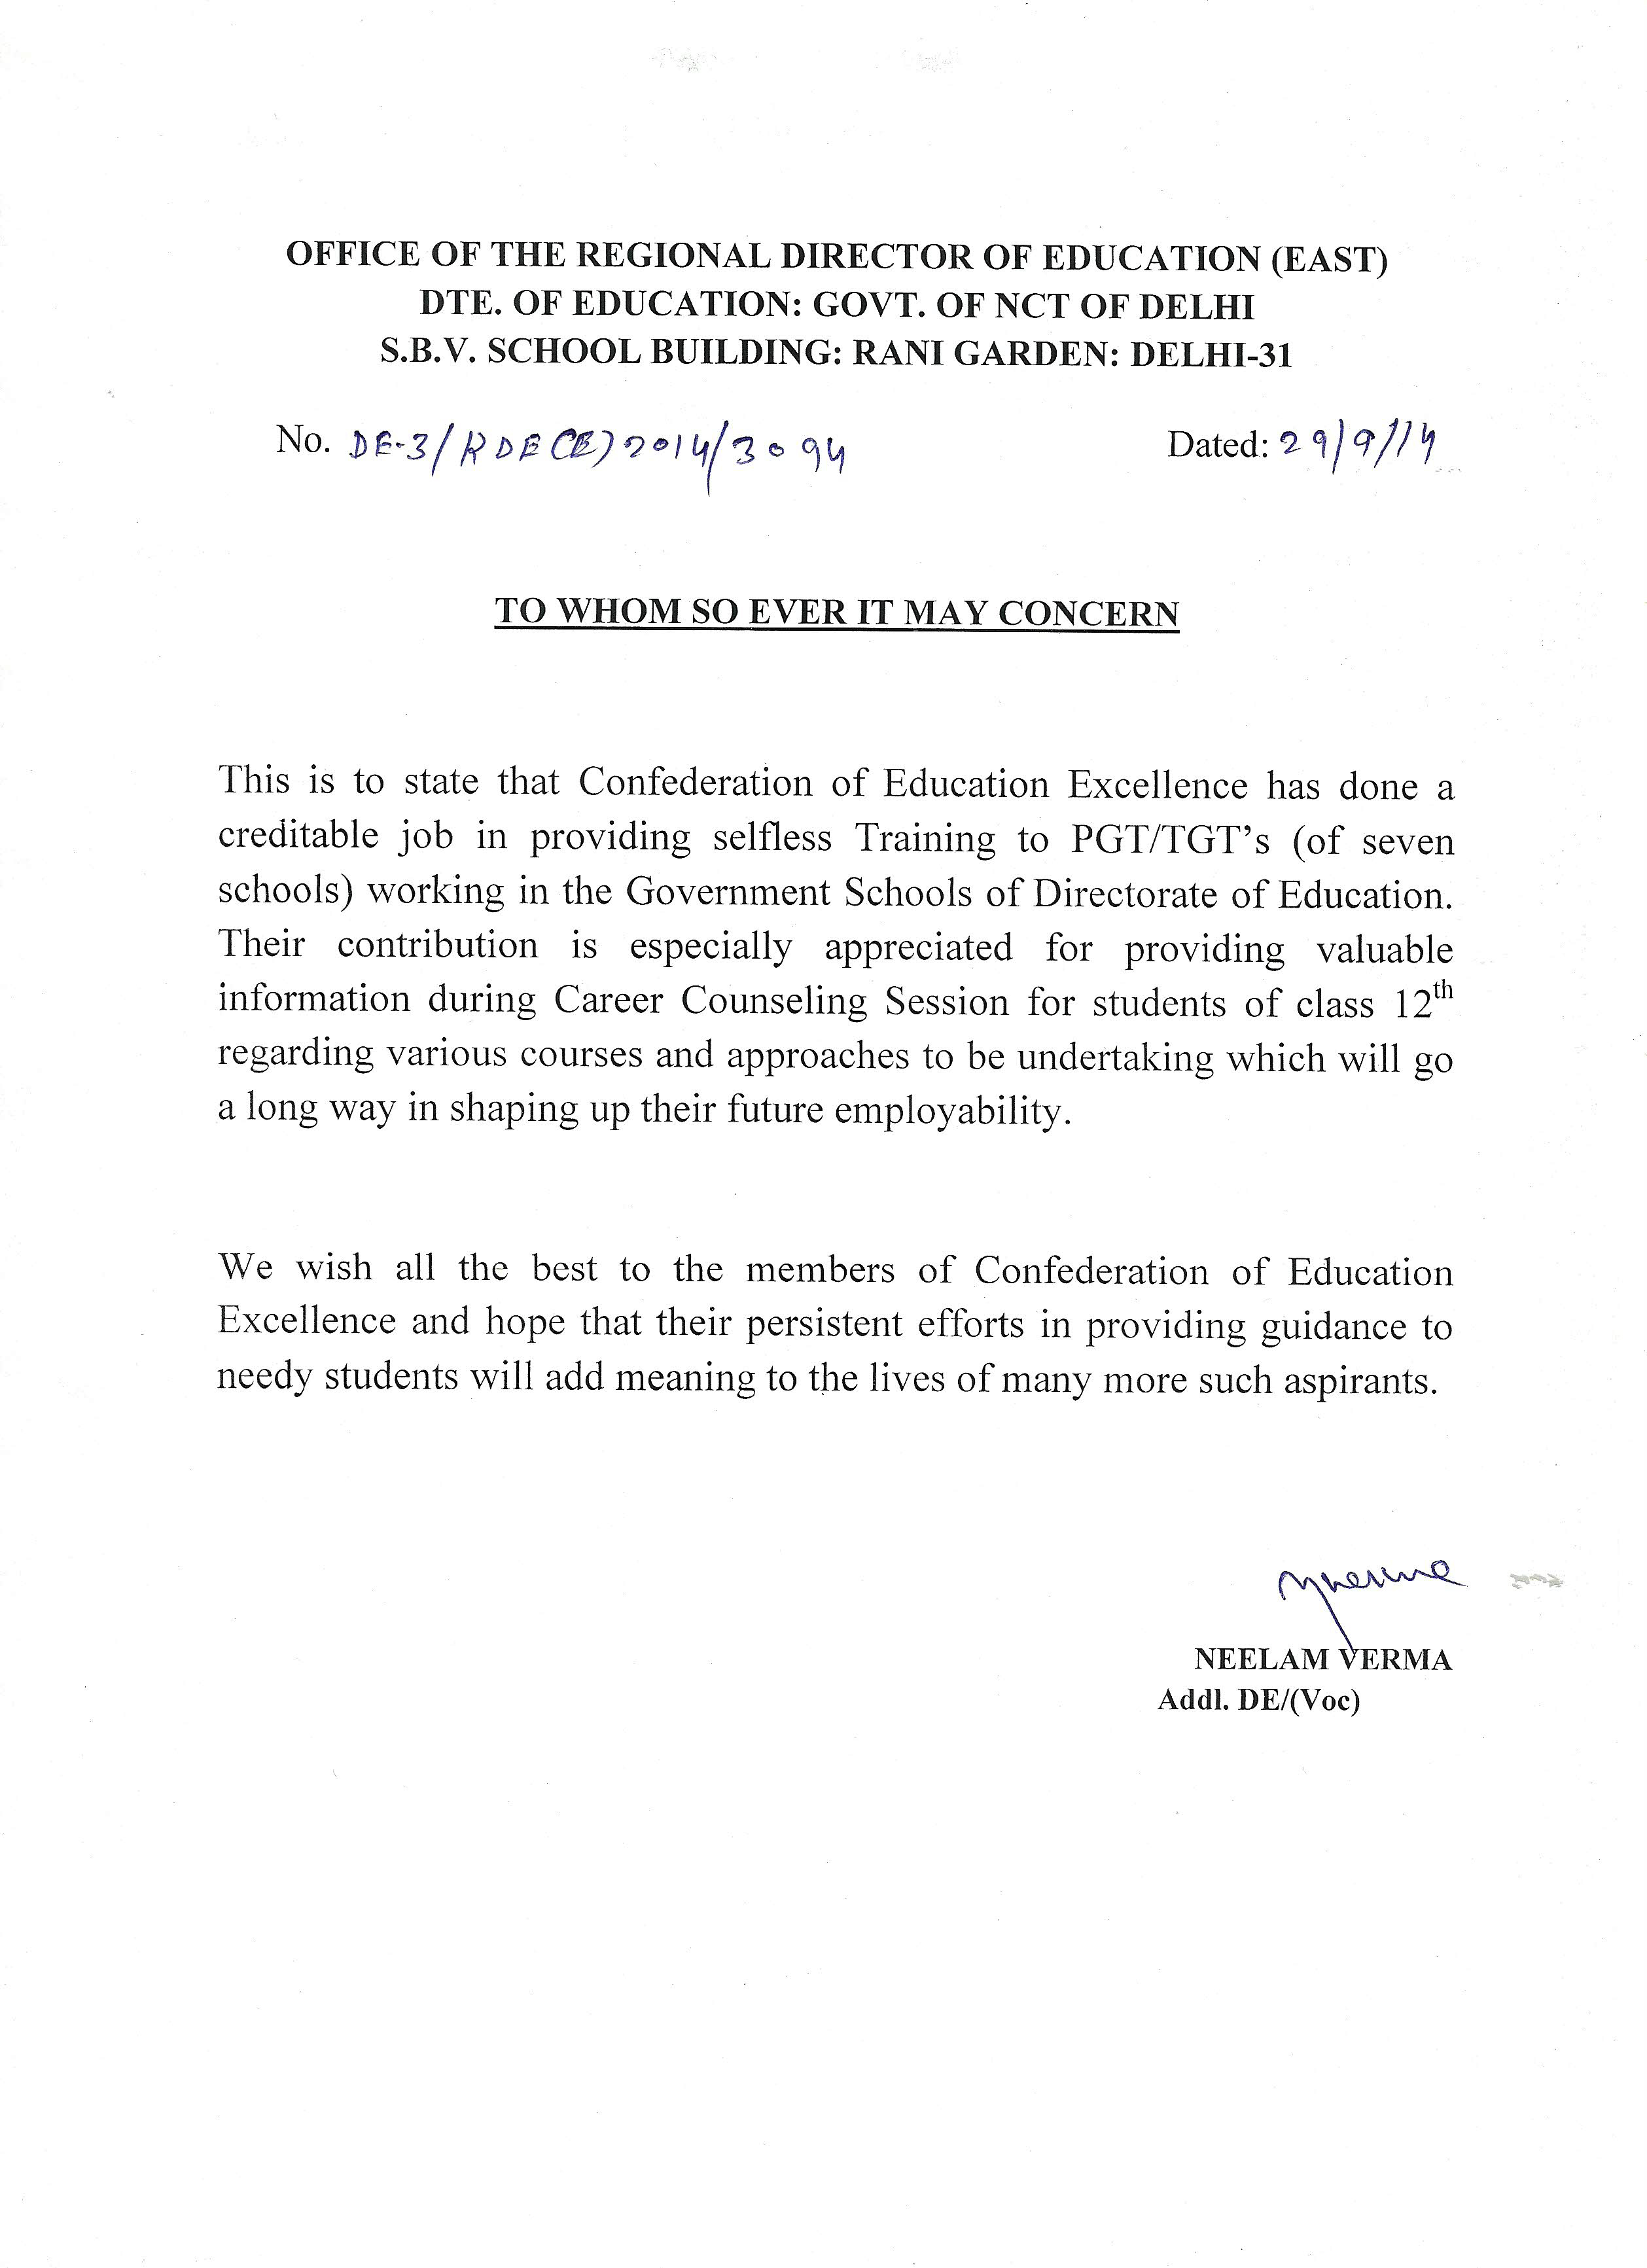 OFFICE OF THE REGIONAL DIRECTOR OF EDUCATION (EAST)
DTE. OF EDUCATION: GOVT. OF NCT OF DELHI
S.B.V. SCHOOL BUILDING: RANI GARDEN: DELHI-31
No. DE-3/RDE(E)2014/3094 Dated: 29/9/14
TO WHOM SO EVER IT MAY CONCERN
This is to state that Confederation of Education Excellence has done a
creditable job in providing selfless Training to PGT/TGT's (of seven
schools) working in the Government Schools of Directorate of Education.
Their contribution is especially appreciated for providing valuable
information during Career Counseling Session for students of class 12th
regarding various courses and approaches to be undertaking which will go
a long way in shaping up their future employability.
We wish all the best to the members of Confederation of Education
Excellence and hope that their persistent efforts in providing guidance to
needy students will add meaning to the lives of many more such aspirants.
NEELAM VERMA
Addl. DE/(Voc)